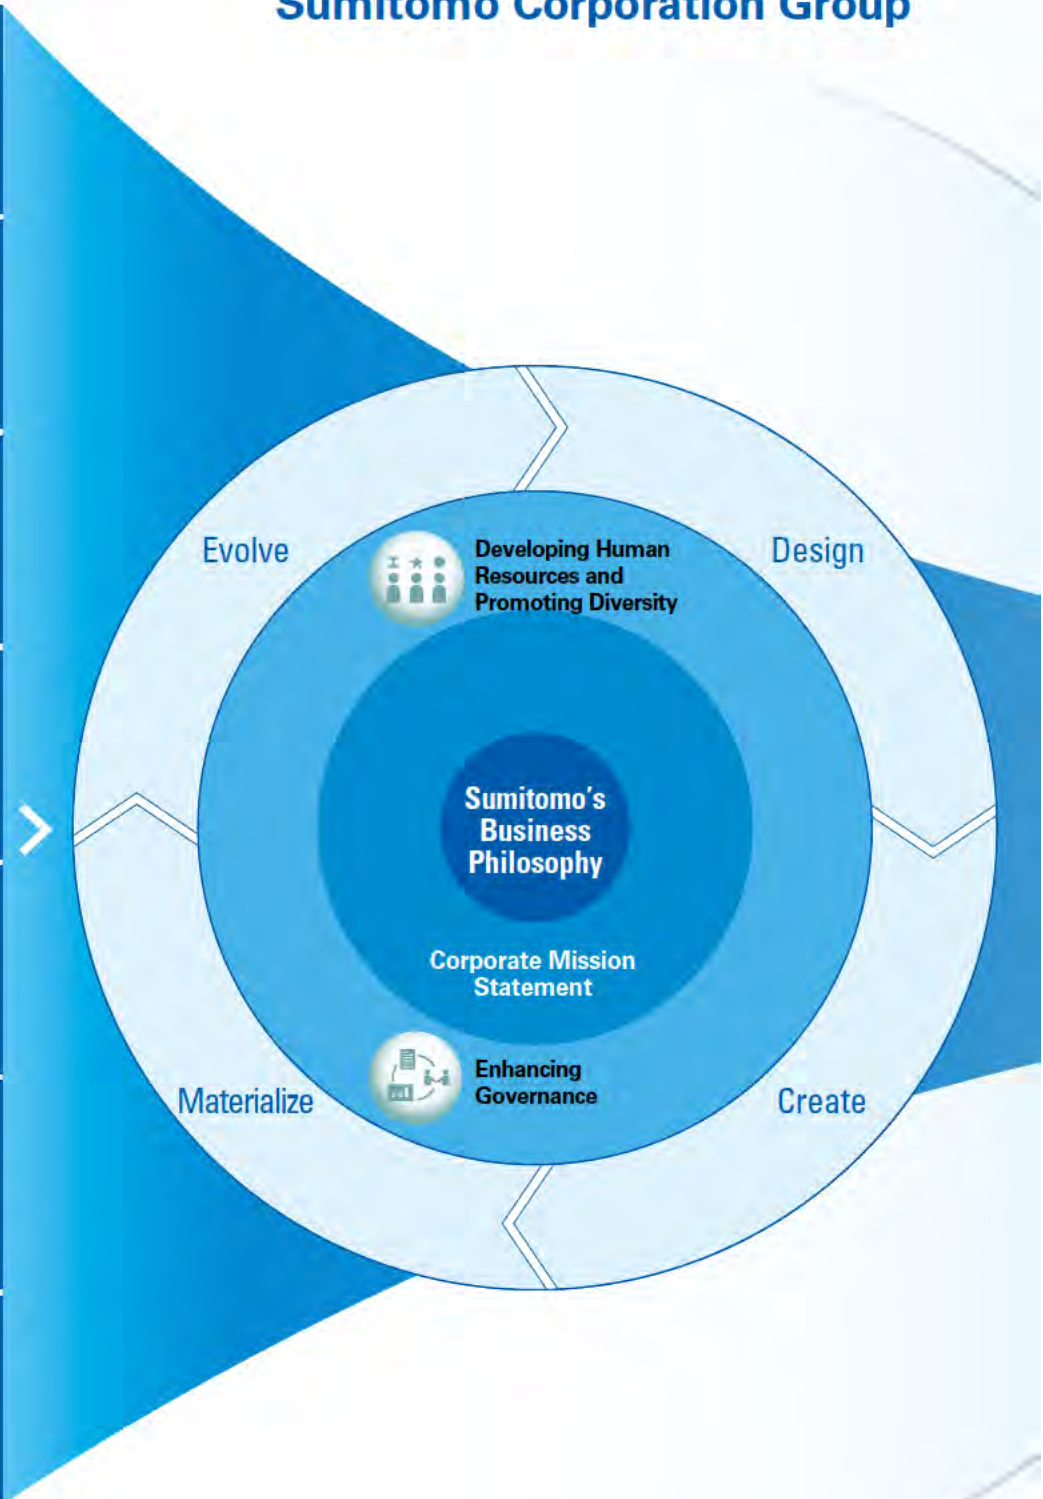 Sumitomo Corporation Group
Evolve
Design
Developing Human
Resources and
Promoting Diversity
Sumitomo's
Business
Philosophy
Corporate Mission
Statement
Enhancing
Governance
Materialize
Create